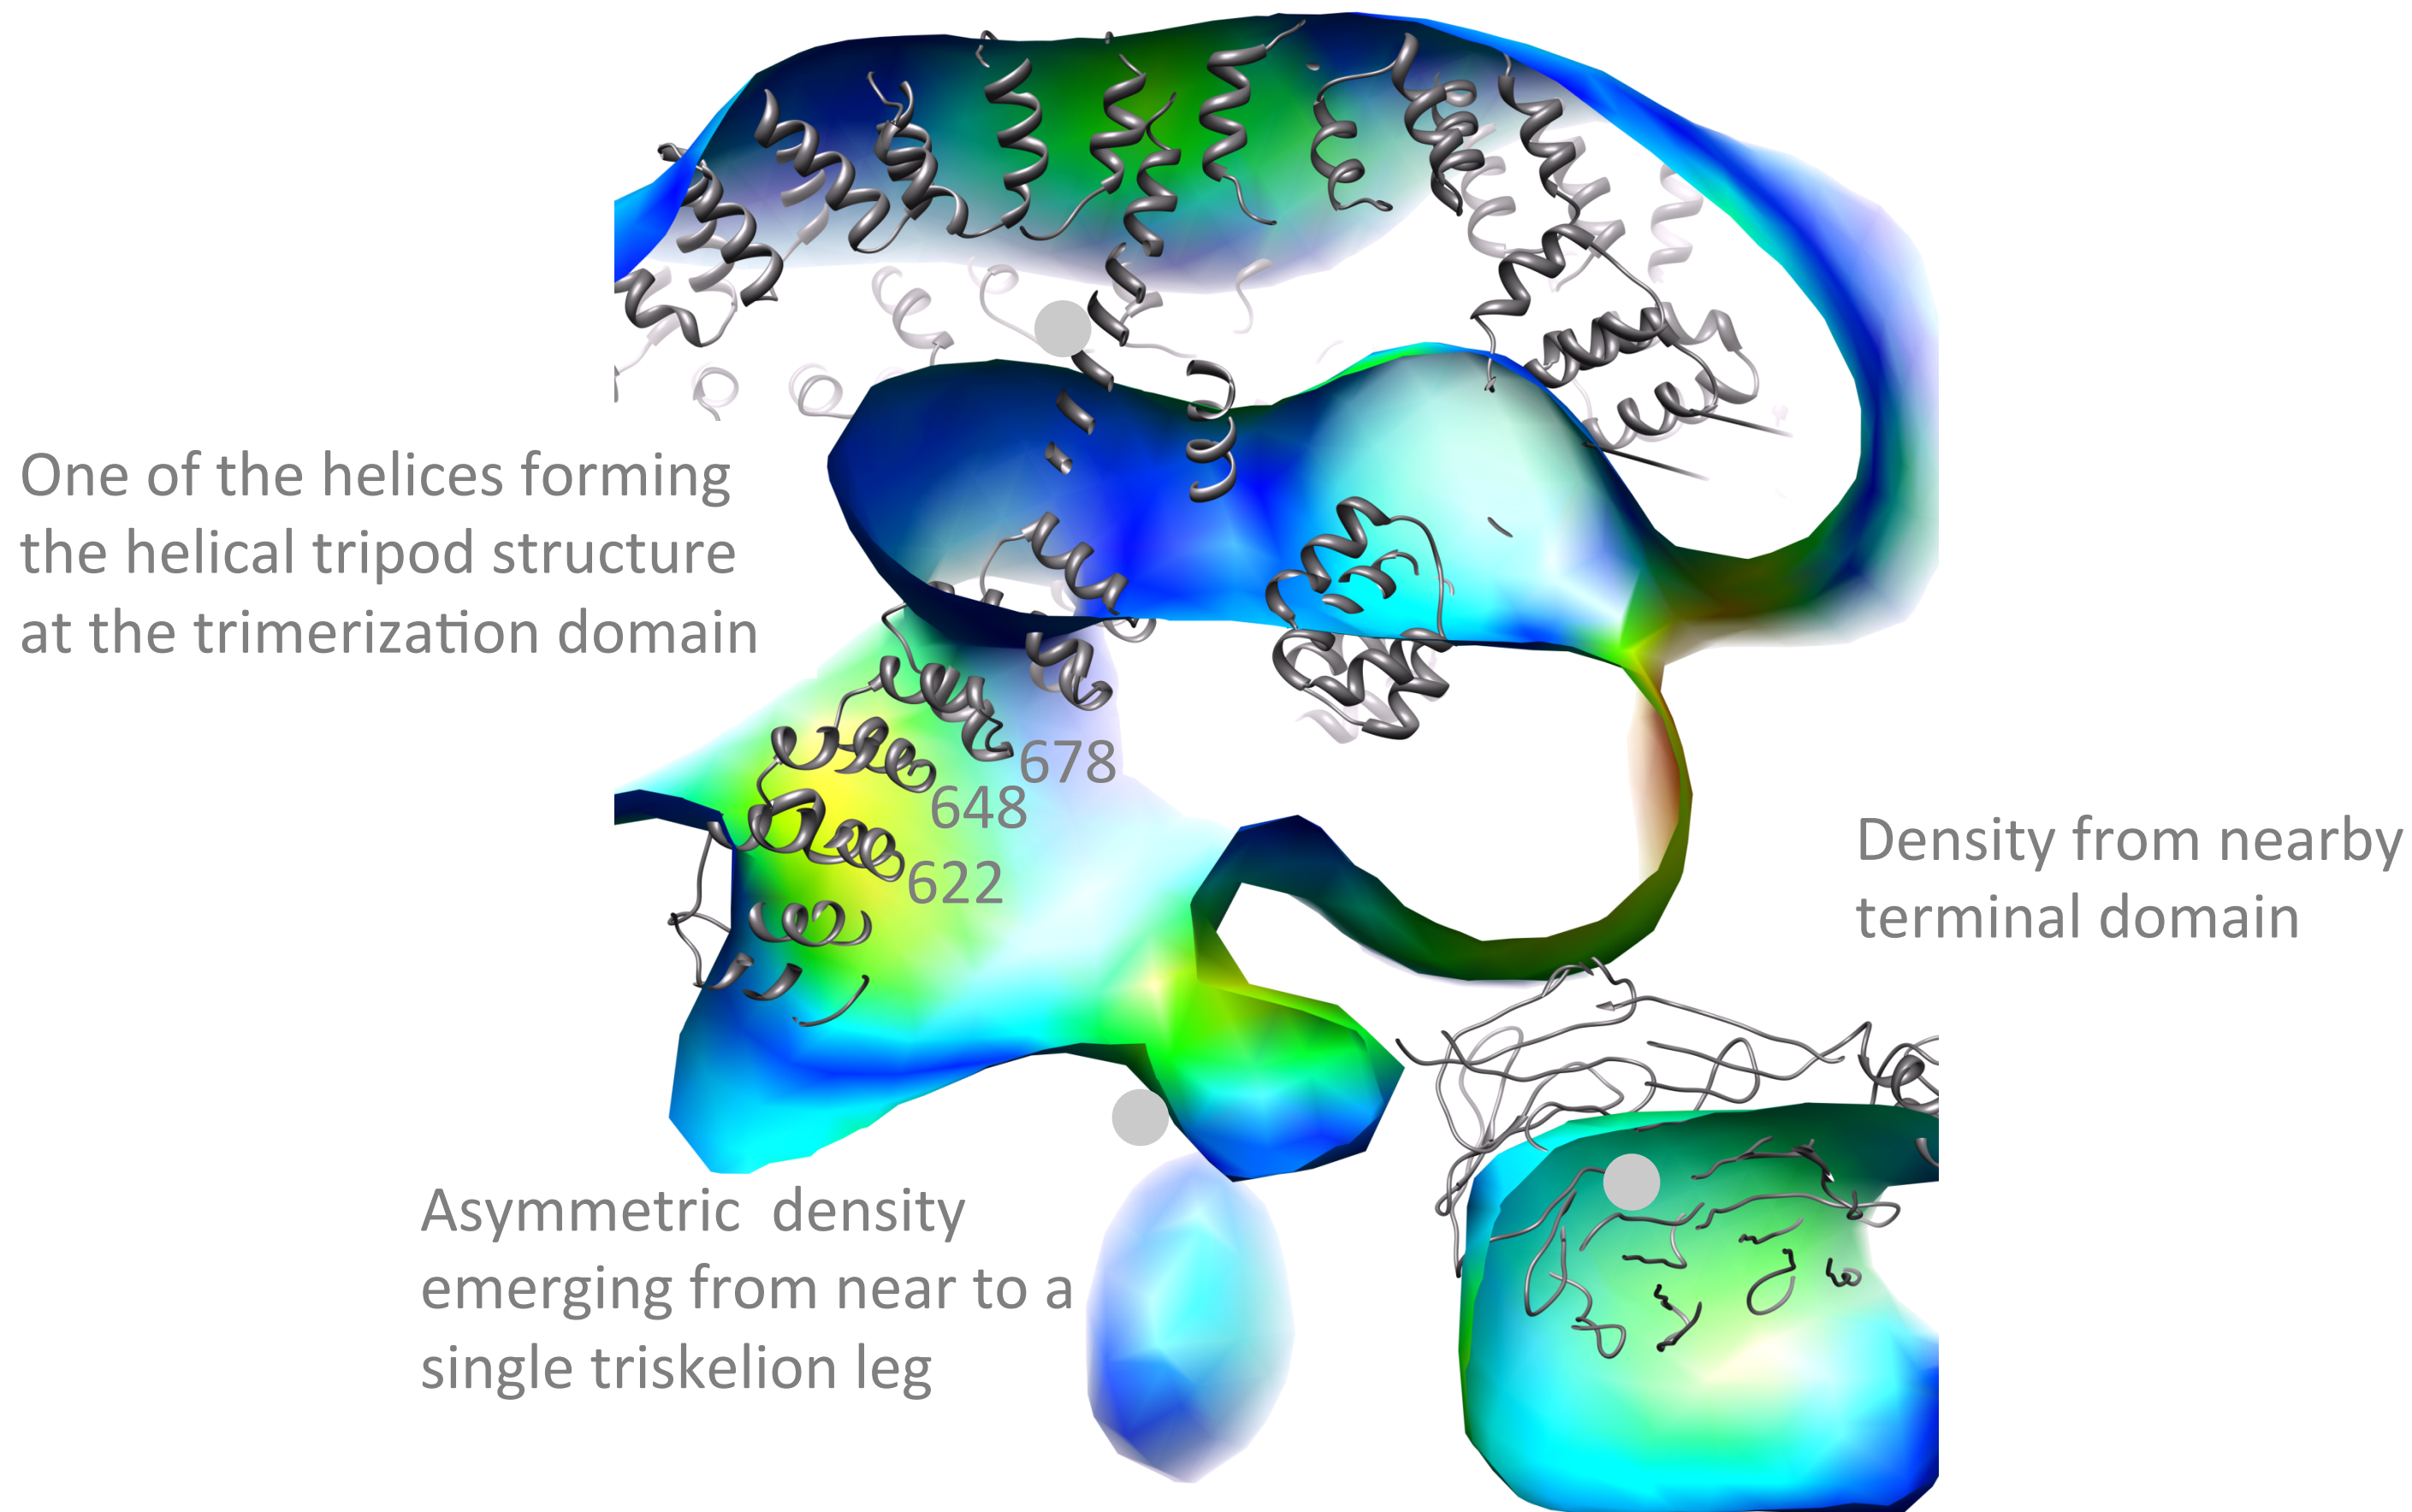 One of the helices forming
the helical tripod structure
at the trimerization domain
678
648
622
Density from nearby
terminal domain
Asymmetric  density
emerging from near to a
single triskelion leg